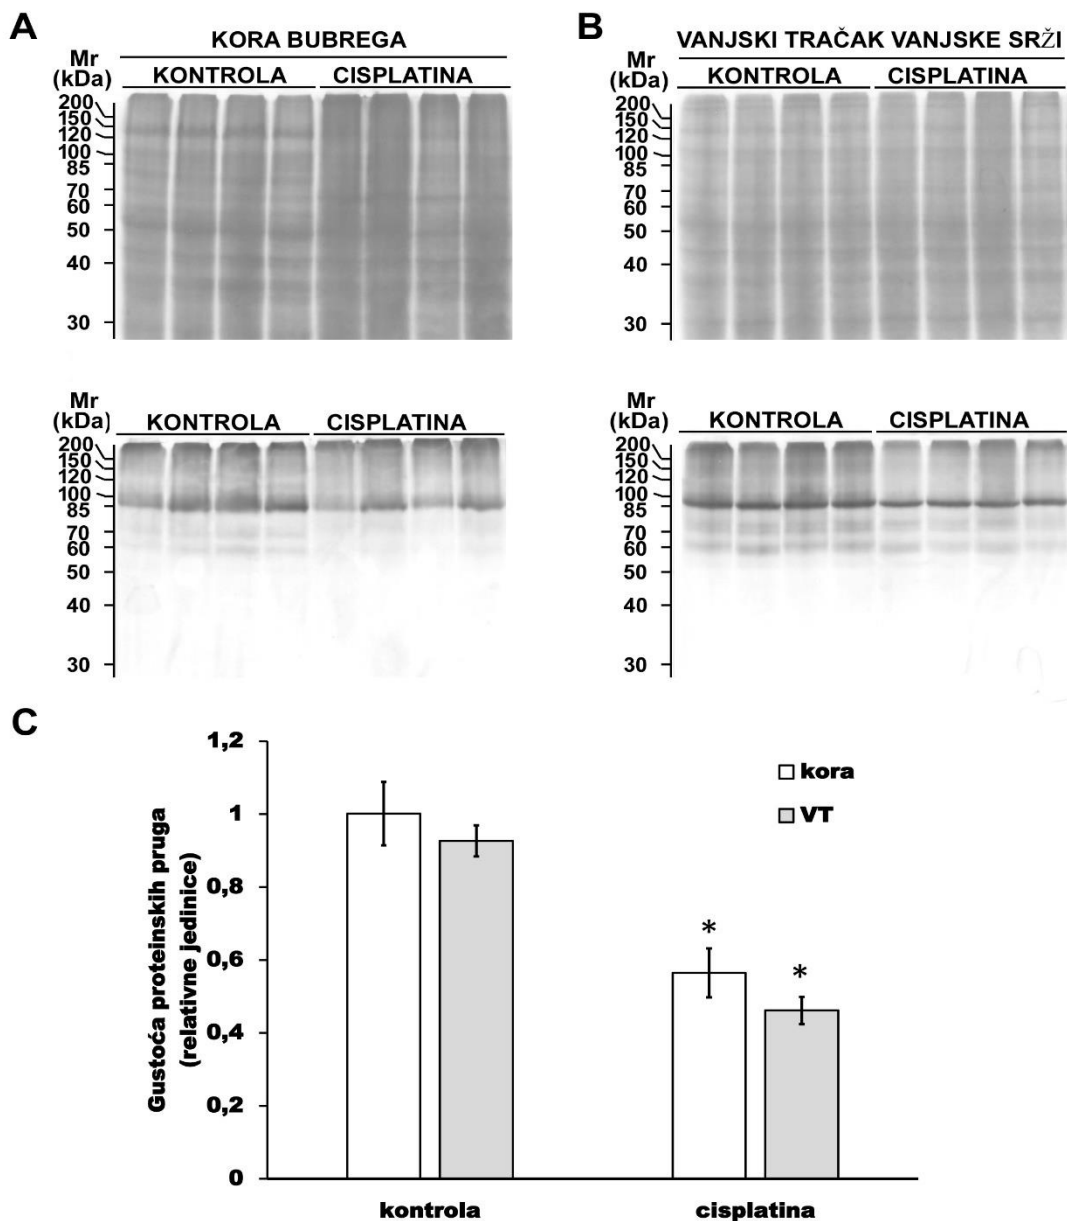 A
KORA BUBREGA
Mr
(kDa)
KONTROLA CISPLATINA
200
150
120
100
85
70
60
50
40
30
B
VANJSKI TRAČAK VANJSKE SRŽI
Mr
(kDa)
KONTROLA CISPLATINA
200
150
120
100
85
70
60
50
40
30
Mr
(kDa)
KONTROLA CISPLATINA
200
150
120
100
85
70
60
50
40
30
Mr
(kDa)
KONTROLA CISPLATINA
200
150
120
100
85
70
60
50
40
30
C
Gustoća proteinskih pruga
(relativne jedinice)
1,2
1
0,8
0,6
0,4
0,2
0
kora
VT
*
*
kontrola cisplatina